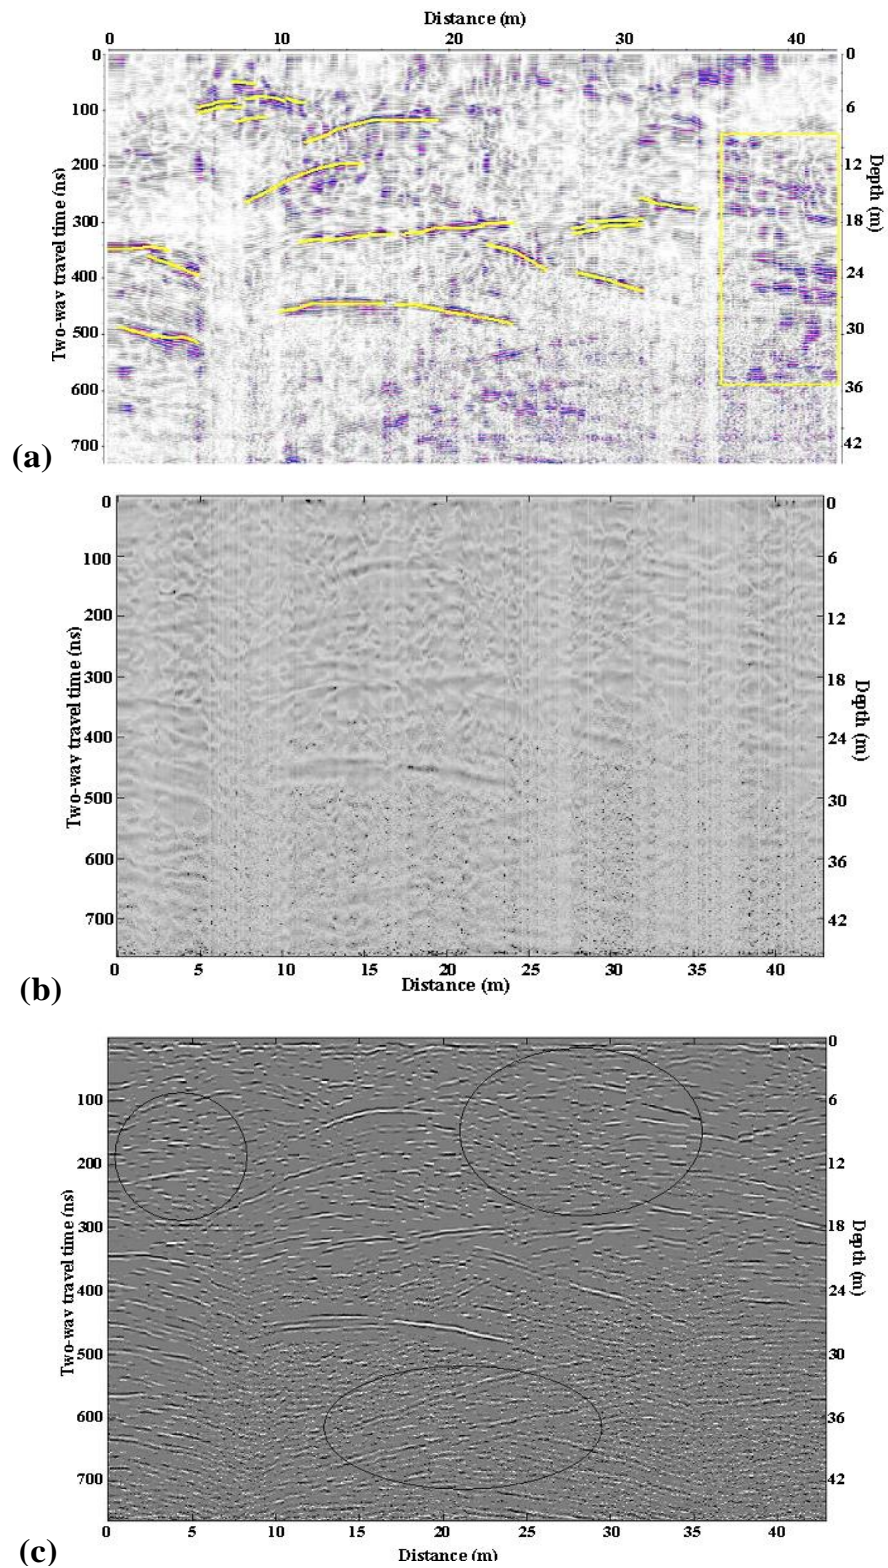 Distance (m)
0 10 20 30 40
0 0
100 6
200 12
300 18
400 24
500 30
600 36
700 42
Two-way travel time (ns)
Depth (m)
(a)
0 0
100 6
200 12
300 18
400 24
500 30
600 36
700 42
Two-way travel time (ns)
Depth (m)
0 5 10 15 20 25 30 35 40
Distance (m)
(b)
0
100 6
200 12
300 18
400 24
500 30
600 36
700 42
Two-way travel time (ns)
Depth (m)
0 5 10 15 20 25 30 35 40
Distance (m)
(c)